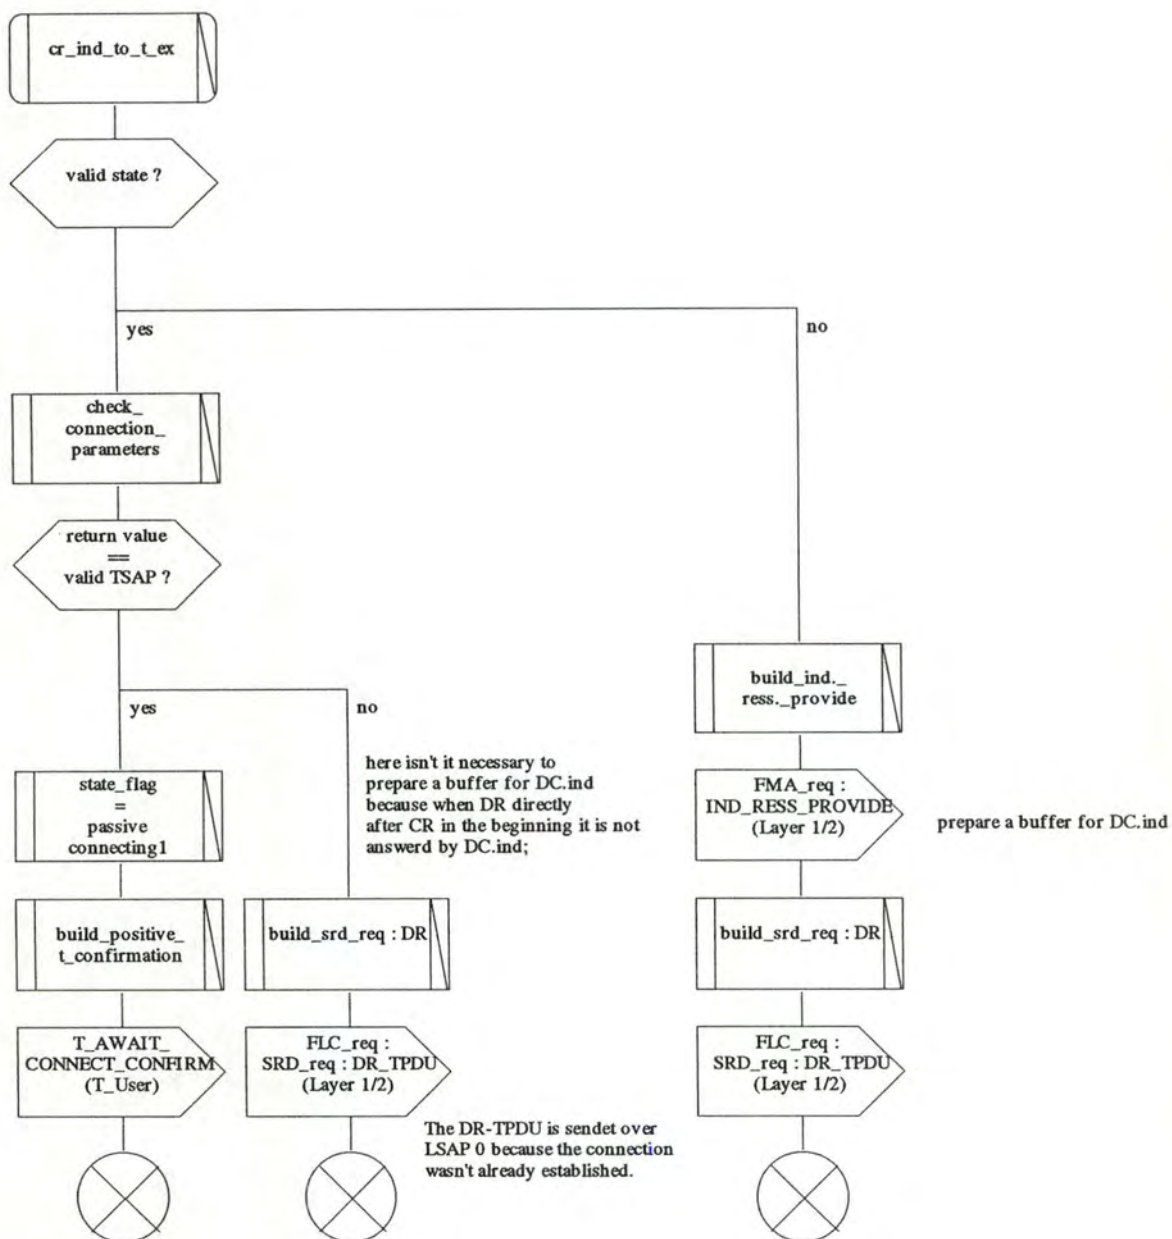 cr_ind_to_t_ex
valid state ?
yes
no
check_
connection_
parameters
return value
==
valid TSAP ?
yes
no
build_ind._
ress._provide
here isn't it necessary to
prepare a buffer for DC.ind
because when DR directly
after CR in the beginning it is not
answerd by DC.ind;
state_flag
=
passive
connecting1
FMA_req :
IND_RESS_PROVIDE
(Layer 1/2)
prepare a buffer for DC.ind
build_positive_
t_confirmation
build_srd_req : DR
build_srd_req : DR
T_AWAIT_
CONNECT_CONFIRM
(T_User)
FLC_req :
SRD_req : DR_TPDU
(Layer 1/2)
FLC_req :
SRD_req : DR_TPDU
(Layer 1/2)
The DR-TPDU is sendet over
LSAP 0 because the connection
wasn't already established.